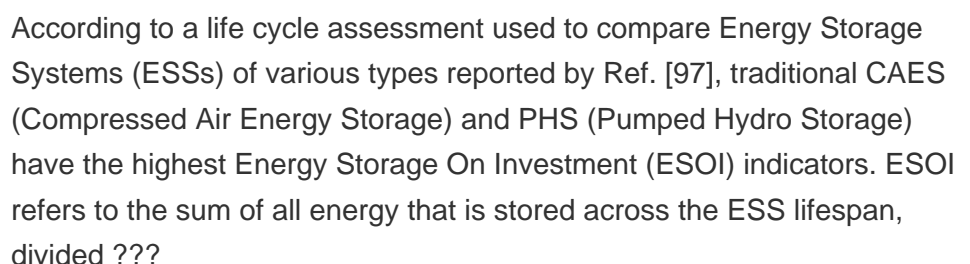 According to a life cycle assessment used to compare Energy Storage
Systems (ESSs) of various types reported by Ref. [97], traditional CAES
(Compressed Air Energy Storage) and PHS (Pumped Hydro Storage)
have the highest Energy Storage On Investment (ESOI) indicators. ESOI
refers to the sum of all energy that is stored across the ESS lifespan,
divided ???